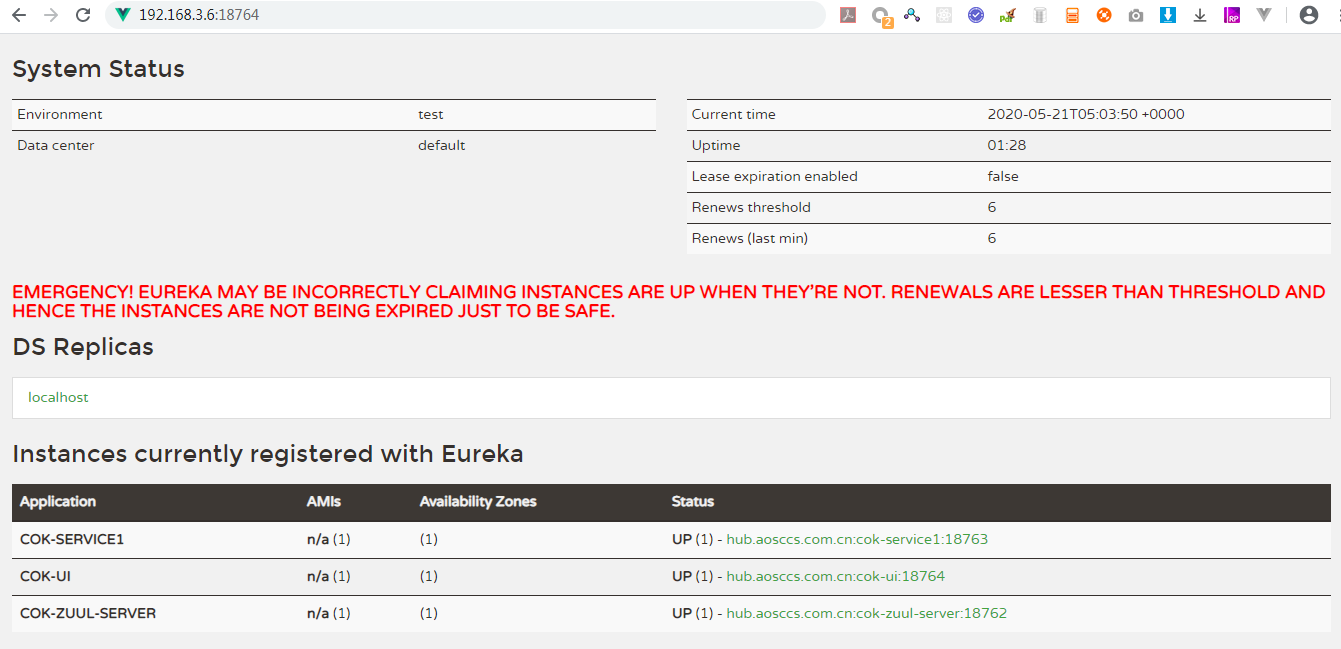 192.168.3.6:18764
2
RP
System Status
Environment test
Data center default
Current time 2020-05-21T05:03:50 +0000
Uptime 01:28
Lease expiration enabled false
Renews threshold 6
Renews (last min) 6
EMERGENCY! EUREKA MAY BE INCORRECTLY CLAIMING INSTANCES ARE UP WHEN THEY'RE NOT. RENEWALS ARE LESSER THAN THRESHOLD AND
HENCE THE INSTANCES ARE NOT BEING EXPIRED JUST TO BE SAFE.
DS Replicas
localhost
Instances currently registered with Eureka
Application AMIs Availability Zones Status
COK-SERVICE1 n/a (1) (1) UP (1) - hub.aosccs.com.cn:cok-service1:18763
COK-UI n/a (1) (1) UP (1) - hub.aosccs.com.cn:cok-ui:18764
COK-ZUUL-SERVER n/a (1) (1) UP (1) - hub.aosccs.com.cn:cok-zuul-server:18762